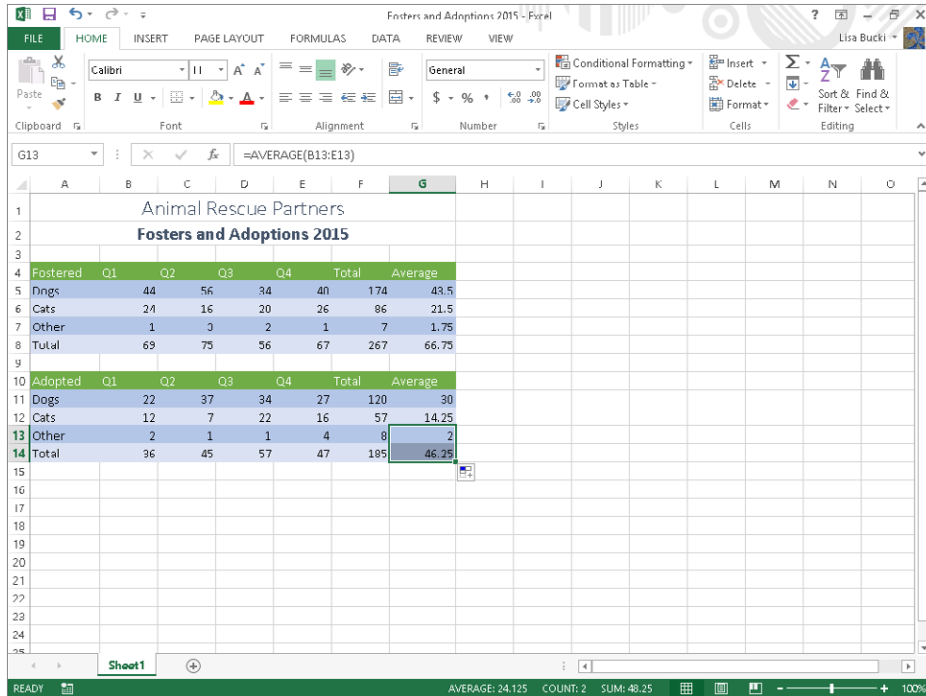 Fosters and Adoptions 2015 - Excel
?
FILE HOME INSERT PAGE LAYOUT FORMULAS DATA REVIEW VIEW Lisa Bucki
Paste
Calibri 11 A A
B I U A
General
$ % , .00 .00
Conditional Formatting
Format as Table
Cell Styles
Insert
Delete
Format
Σ
Sort & Filter
Find & Select
Clipboard Font Alignment Number Styles Cells Editing
G13 fx =AVERAGE(B13:E13)
A B C D E F G H I J K L M N O
1 Animal Rescue Partners
2 Fosters and Adoptions 2015
3
4 Fostered Q1 Q2 Q3 Q4 Total Average
5 Dogs 44 56 34 40 174 43.5
6 Cats 24 16 20 26 86 21.5
7 Other 1 3 2 1 7 1.75
8 Total 69 75 56 67 267 66.75
9
10 Adopted Q1 Q2 Q3 Q4 Total Average
11 Dogs 22 37 34 27 120 30
12 Cats 12 7 22 16 57 14.25
13 Other 2 1 1 4 8 2
14 Total 36 45 57 47 185 46.25
15
16
17
18
19
20
21
22
23
24
25
Sheet1
READY AVERAGE: 24.125 COUNT: 2 SUM: 48.25 100%